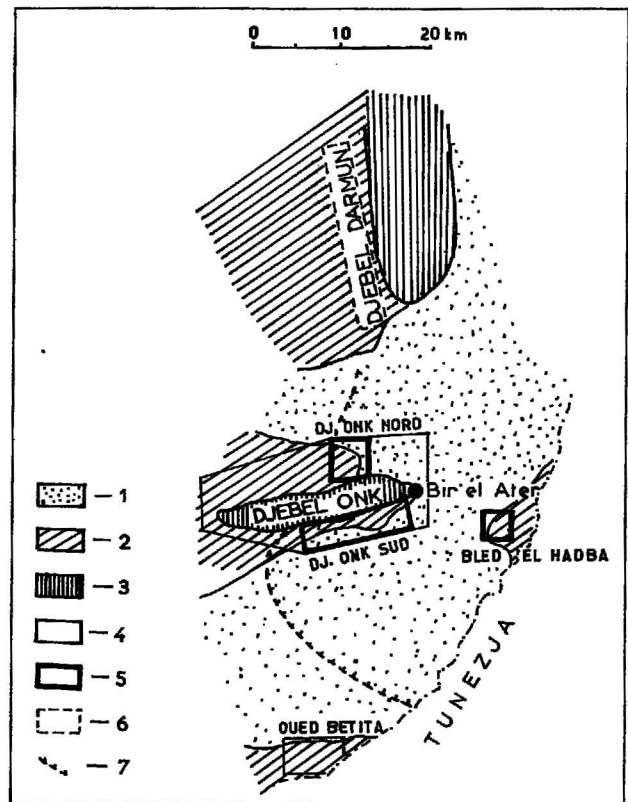 0 10 20 km
DJEBEL DARMUN
DJ. ONK NORD
DJEBEL ONK
Bir el Ater
DJ. ONK SUD
BLED EL HADBA
TUNEZJA
OUED BETITA
— 1
— 2
— 3
— 4
— 5
— 6
— 7